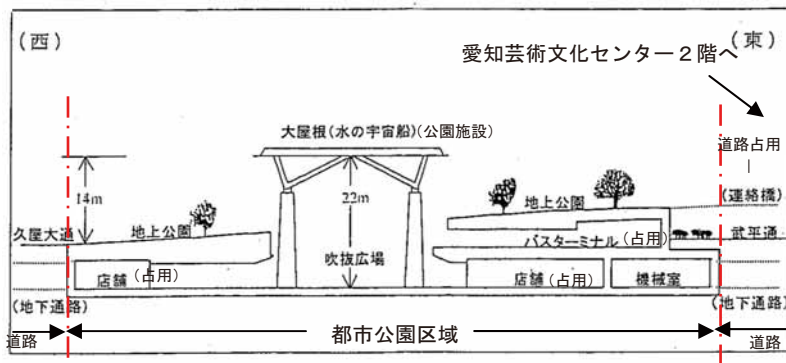 (西)
(東)
愛知芸術文化センター2階へ
大屋根(水の宇宙船)(公園施設)
道路占用
14m
22m
地上公園
(連絡橋)
久屋大通
地上公園
バスターミナル(占用)
武平通
吹抜広場
店舗(占用)
店舗(占用)
機械室
(地下通路)
(地下通路)
道路
都市公園区域
道路